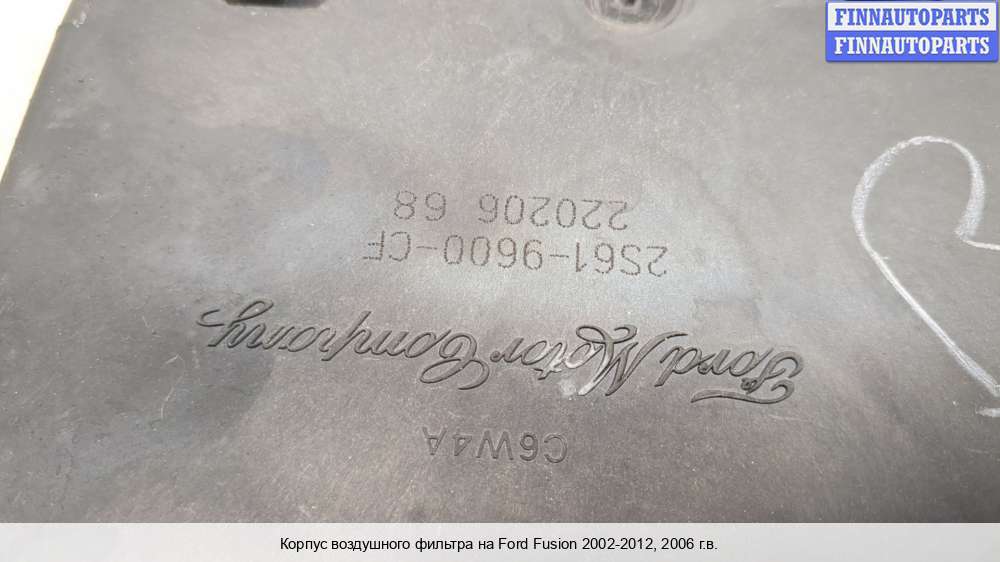 FINNAUTOPARTS
FINNAUTOPARTS
C6W4A
Ford Motor Company
2S61-9600-CF
220206 68
Корпус воздушного фильтра на Ford Fusion 2002-2012, 2006 г.в.